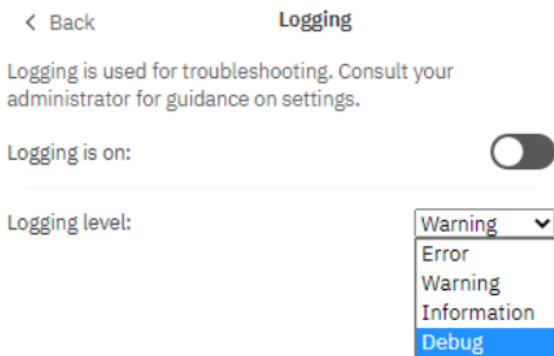 Back
Logging
Logging is used for troubleshooting. Consult your
administrator for guidance on settings.
Logging is on:
Logging level:
Warning
Error
Warning
Information
Debug